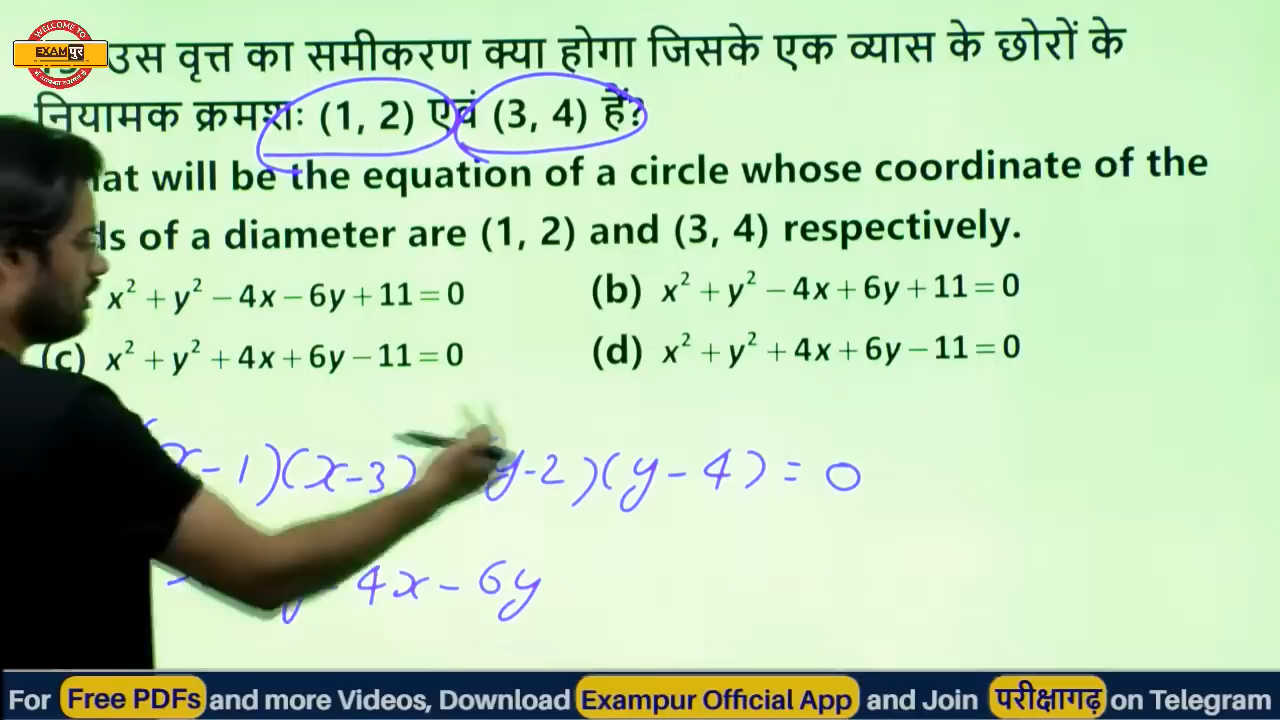 WELCOME TO
EXAMपुर
उस वृत्त का समीकरण क्या होगा जिसके एक व्यास के छोरों के
नियामक क्रमशः (1, 2) एवं (3, 4) हैं?
at will be the equation of a circle whose coordinate of the
ds of a diameter are (1, 2) and (3, 4) respectively.
x² + y² − 4x − 6y + 11 = 0 (b) x² + y² − 4x + 6y + 11 = 0
(c) x² + y² + 4x + 6y − 11 = 0 (d) x² + y² + 4x + 6y − 11 = 0
x-1)(x-3) y-2)(y-4) = 0
4x - 6y
For Free PDFs and more Videos, Download Exampur Official App and Join परीक्षागढ़ on Telegram